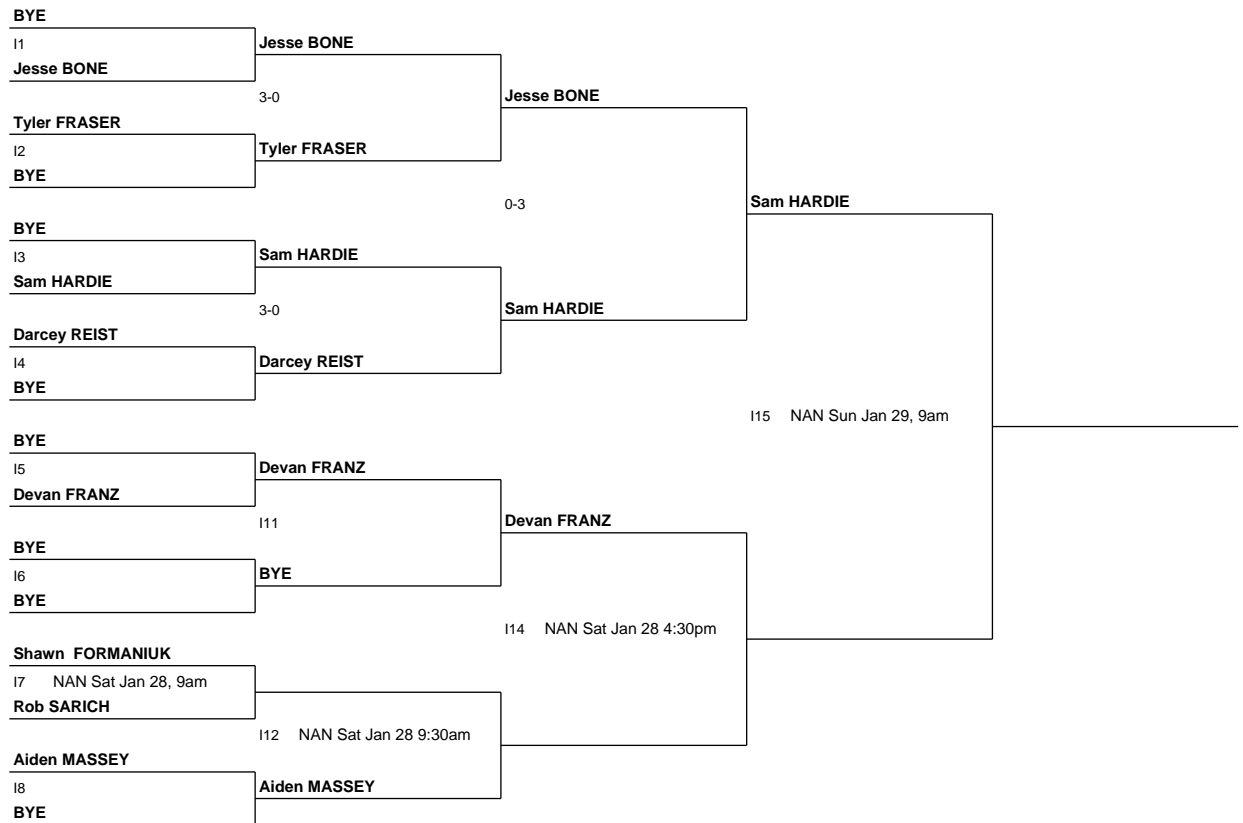 BYE
I1
Jesse BONE
Jesse BONE
3-0
Jesse BONE
Tyler FRASER
I2
Tyler FRASER
BYE
0-3
Sam HARDIE
BYE
I3
Sam HARDIE
Sam HARDIE
3-0
Sam HARDIE
Darcey REIST
I4
Darcey REIST
BYE
I15 NAN Sun Jan 29, 9am
BYE
I5
Devan FRANZ
Devan FRANZ
I11
Devan FRANZ
BYE
I6
BYE
BYE
I14 NAN Sat Jan 28 4:30pm
Shawn FORMANIUK
I7 NAN Sat Jan 28, 9am
Rob SARICH
I12 NAN Sat Jan 28 9:30am
Aiden MASSEY
I8
Aiden MASSEY
BYE